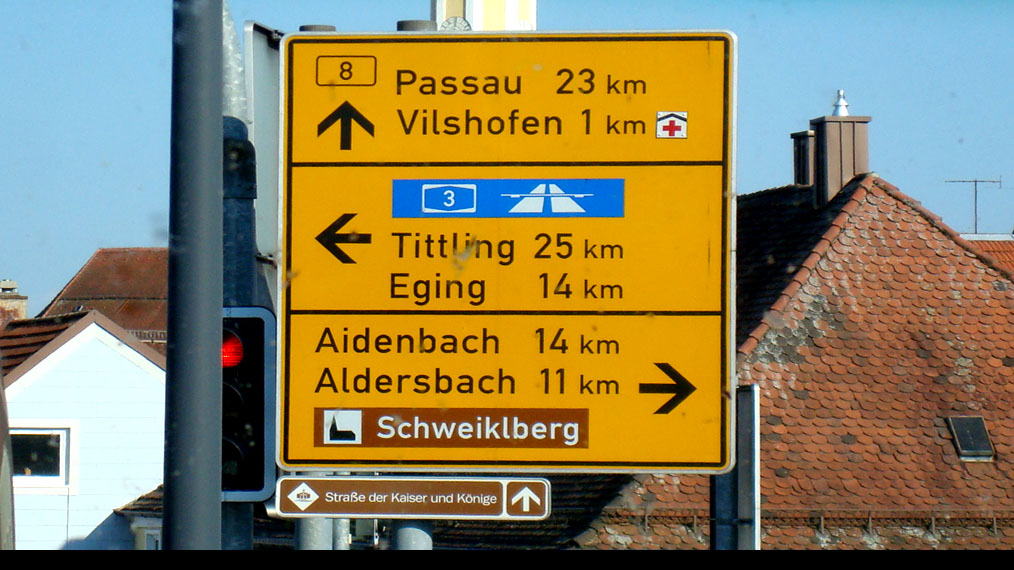 8
Passau 23 km
Vilshofen 1 km
3
Tittling 25 km
Eging 14 km
Aidenbach 14 km
Aldersbach 11 km
Schweiklberg
Straße der Kaiser und Könige